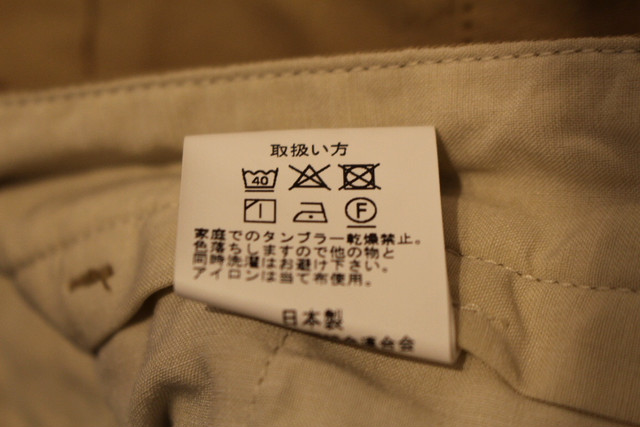 取扱い方
40
F
家庭でのタンブラー乾燥禁止。
色落ちしますので他の物と
同時洗濯はお避け下さい。
アイロンは当て布使用。
日本製